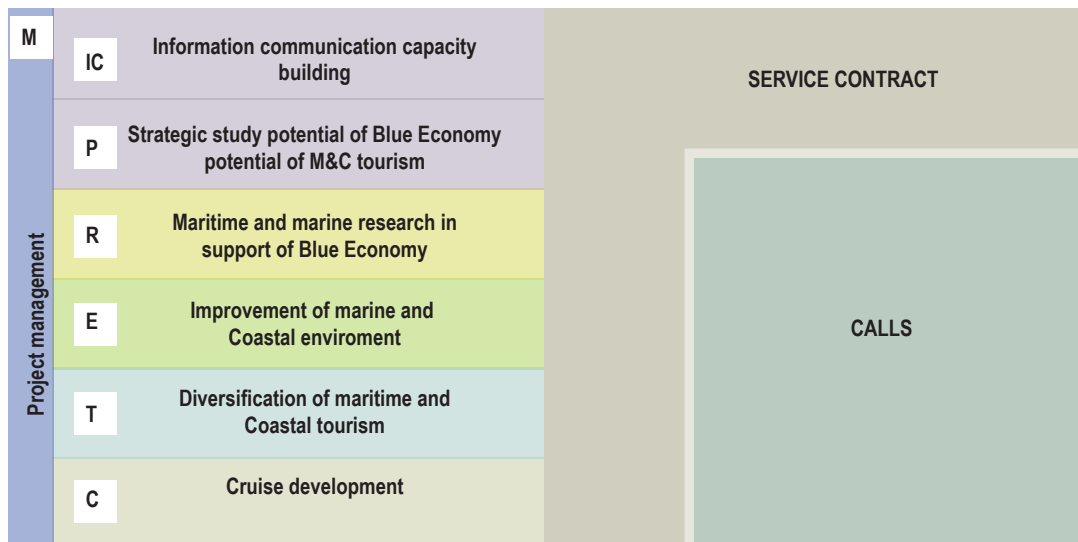 M
Project management
IC
Information communication capacity
building
P
Strategic study potential of Blue Economy
potential of M&C tourism
R
Maritime and marine research in
support of Blue Economy
E
Improvement of marine and
Coastal enviroment
T
Diversification of maritime and
Coastal tourism
C
Cruise development
SERVICE CONTRACT
CALLS